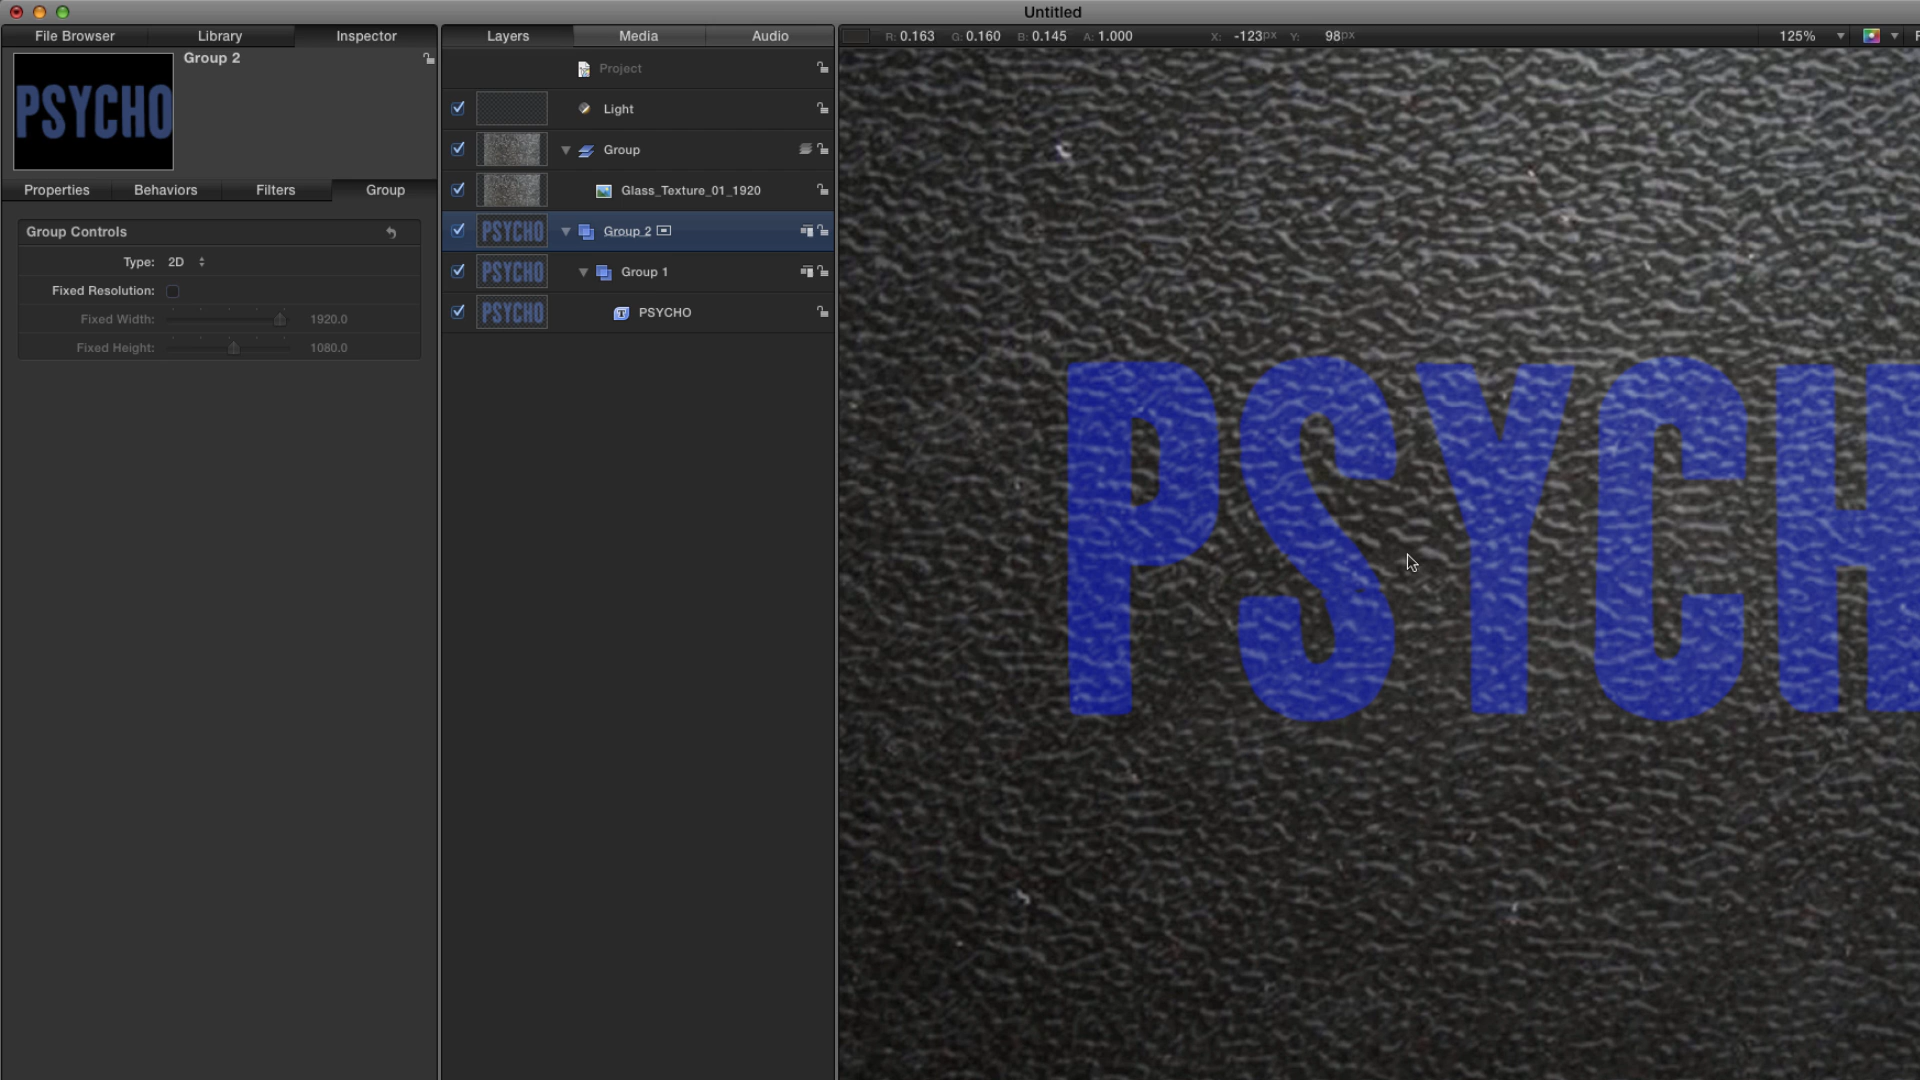 Untitled
File Browser Library Inspector
Layers Media Audio
R: 0.163 G: 0.160 B: 0.145 A: 1.000 X: -123px Y: 98px 125%
PSYCHO
Group 2
Project
Light
Group
Glass_Texture_01_1920
PSYCHO Group 2
PSYCHO Group 1
PSYCHO PSYCHO
Properties Behaviors Filters Group
Group Controls
Type: 2D
Fixed Resolution:
Fixed Width: 1920.0
Fixed Height: 1080.0
PSYCH